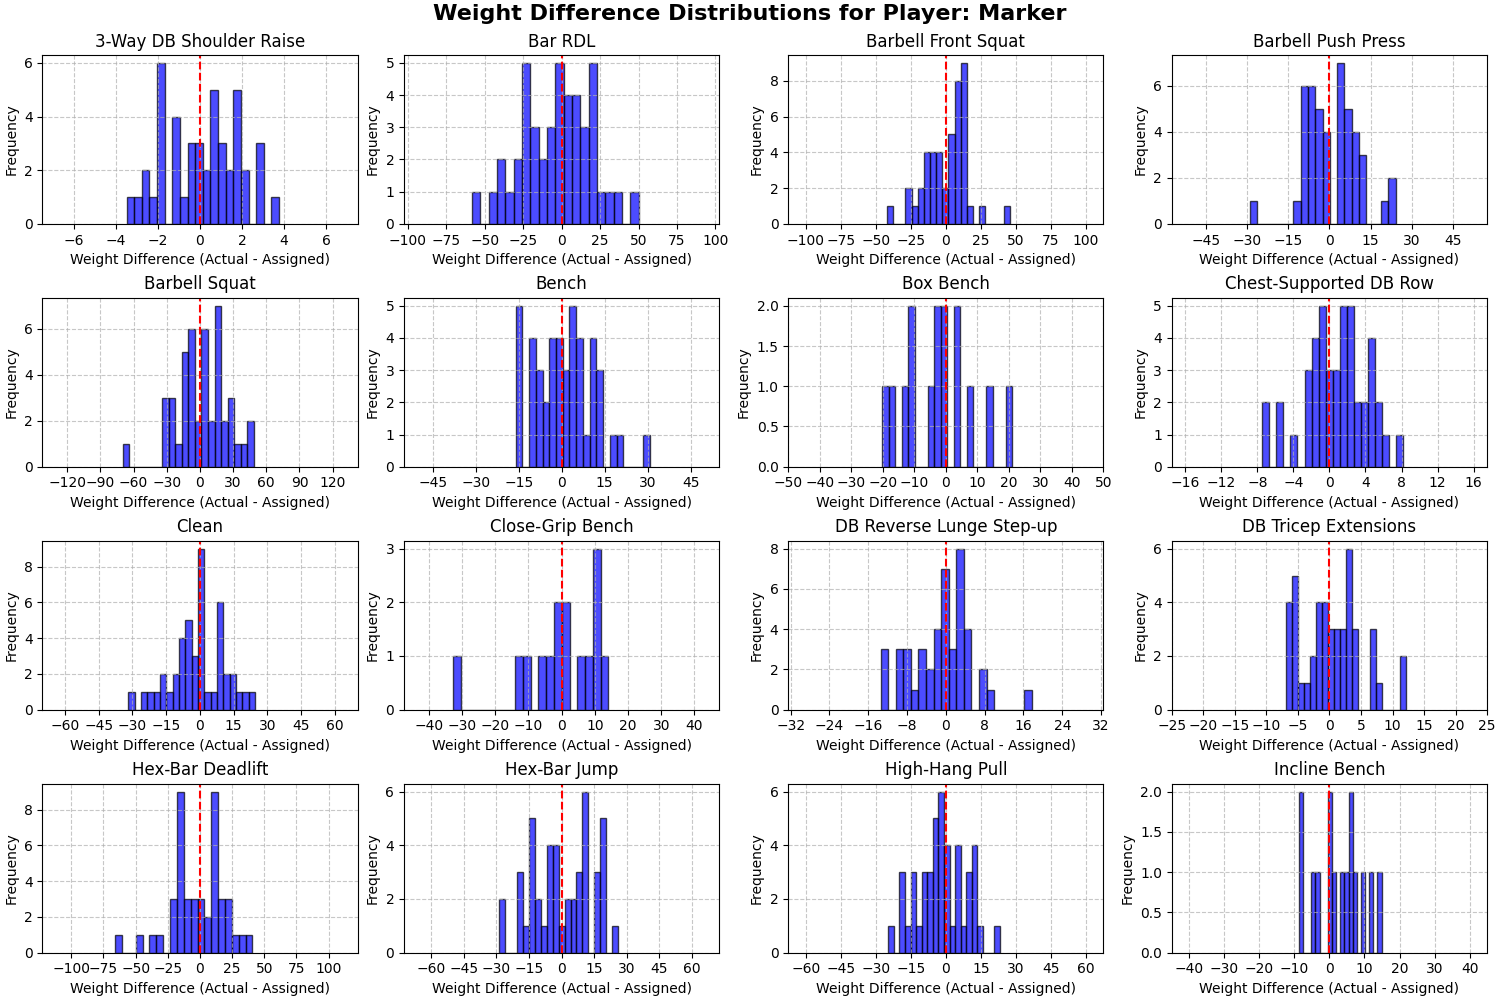 Weight Difference Distributions for Player: Marker
3-Way DB Shoulder Raise
Frequency
6
4
2
0
−6 −4 −2 0 2 4 6
Weight Difference (Actual - Assigned)
Bar RDL
Frequency
5
4
3
2
1
0
−100 −75 −50 −25 0 25 50 75 100
Weight Difference (Actual - Assigned)
Barbell Front Squat
Frequency
8
6
4
2
0
−100 −75 −50 −25 0 25 50 75 100
Weight Difference (Actual - Assigned)
Barbell Push Press
Frequency
6
4
2
0
−45 −30 −15 0 15 30 45
Weight Difference (Actual - Assigned)
Barbell Squat
Frequency
6
4
2
0
−120 −90 −60 −30 0 30 60 90 120
Weight Difference (Actual - Assigned)
Bench
Frequency
5
4
3
2
1
0
−45 −30 −15 0 15 30 45
Weight Difference (Actual - Assigned)
Box Bench
Frequency
2.0
1.5
1.0
0.5
0.0
−50 −40 −30 −20 −10 0 10 20 30 40 50
Weight Difference (Actual - Assigned)
Chest-Supported DB Row
Frequency
5
4
3
2
1
0
−16 −12 −8 −4 0 4 8 12 16
Weight Difference (Actual - Assigned)
Clean
Frequency
8
6
4
2
0
−60 −45 −30 −15 0 15 30 45 60
Weight Difference (Actual - Assigned)
Close-Grip Bench
Frequency
3
2
1
0
−40 −30 −20 −10 0 10 20 30 40
Weight Difference (Actual - Assigned)
DB Reverse Lunge Step-up
Frequency
8
6
4
2
0
−32 −24 −16 −8 0 8 16 24 32
Weight Difference (Actual - Assigned)
DB Tricep Extensions
Frequency
6
4
2
0
−25 −20 −15 −10 −5 0 5 10 15 20 25
Weight Difference (Actual - Assigned)
Hex-Bar Deadlift
Frequency
8
6
4
2
0
−100 −75 −50 −25 0 25 50 75 100
Weight Difference (Actual - Assigned)
Hex-Bar Jump
Frequency
6
4
2
0
−60 −45 −30 −15 0 15 30 45 60
Weight Difference (Actual - Assigned)
High-Hang Pull
Frequency
6
4
2
0
−60 −45 −30 −15 0 15 30 45 60
Weight Difference (Actual - Assigned)
Incline Bench
Frequency
2.0
1.5
1.0
0.5
0.0
−40 −30 −20 −10 0 10 20 30 40
Weight Difference (Actual - Assigned)